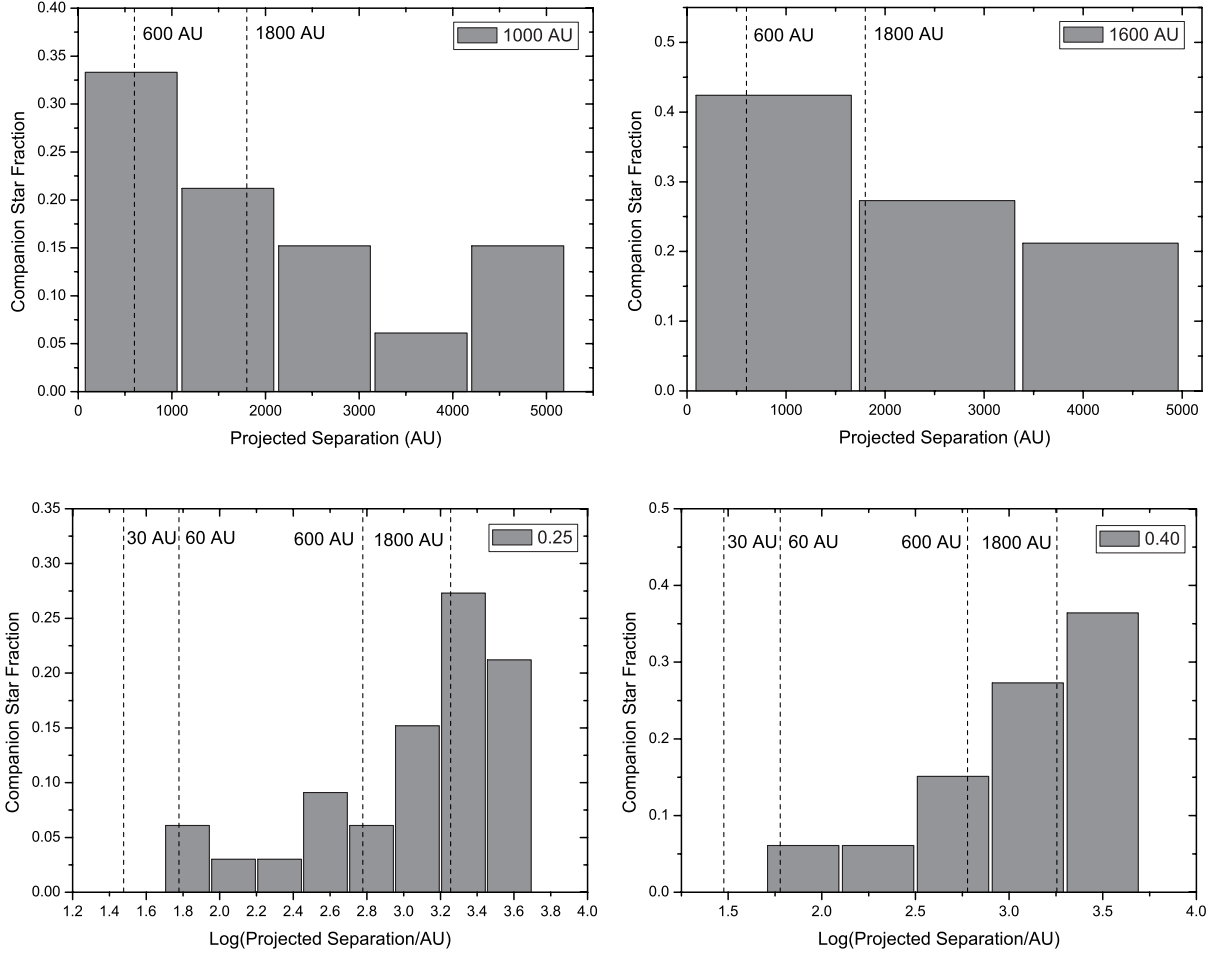 0.40
0.35
0.30
0.25
0.20
0.15
0.10
0.05
0.00
Companion Star Fraction
600 AU
1800 AU
1000 AU
0
1000
2000
3000
4000
5000
Projected Separation (AU)
0.5
0.4
0.3
0.2
0.1
0.0
Companion Star Fraction
600 AU
1800 AU
1600 AU
0
1000
2000
3000
4000
5000
Projected Separation (AU)
0.35
0.30
0.25
0.20
0.15
0.10
0.05
0.00
Companion Star Fraction
30 AU
60 AU
600 AU
1800 AU
0.25
1.2
1.4
1.6
1.8
2.0
2.2
2.4
2.6
2.8
3.0
3.2
3.4
3.6
3.8
4.0
Log(Projected Separation/AU)
0.5
0.4
0.3
0.2
0.1
0.0
Companion Star Fraction
30 AU
60 AU
600 AU
1800 AU
0.40
1.5
2.0
2.5
3.0
3.5
4.0
Log(Projected Separation/AU)